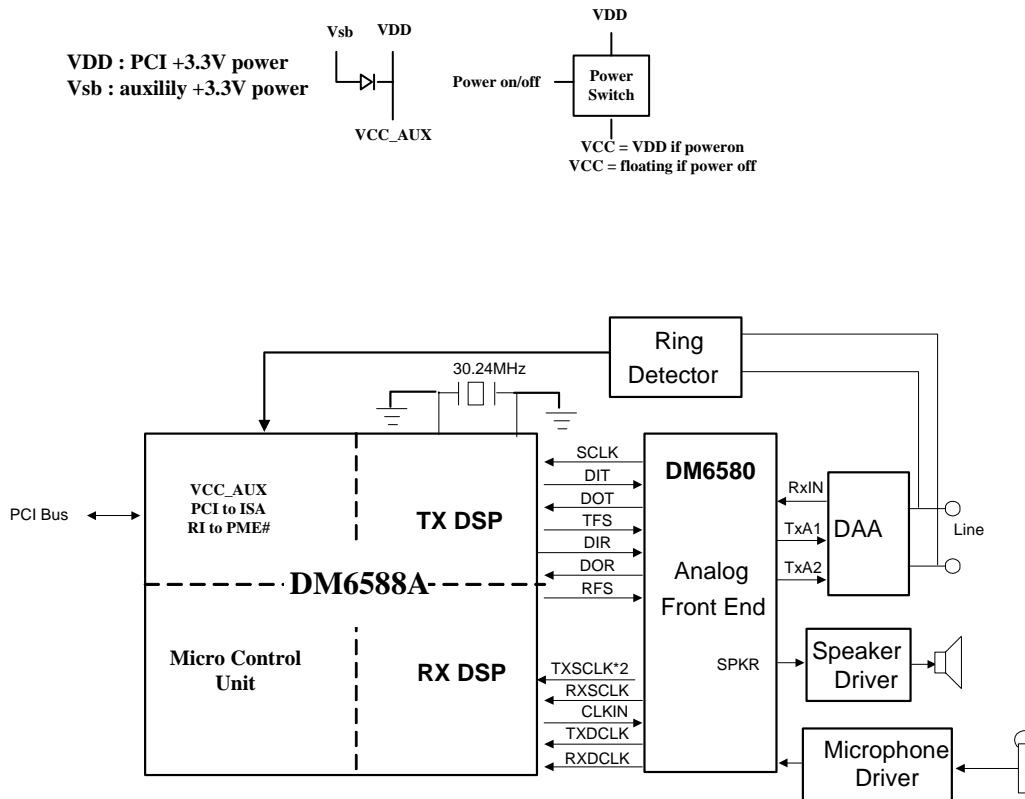 Vsb VDD
VDD
VDD : PCI +3.3V power
Vsb : auxilily +3.3V power
Power on/off
Power
Switch
VCC_AUX
VCC = VDD if poweron
VCC = floating if power off
Ring
Detector
30.24MHz
SCLK
DM6580
DIT
RxIN
VCC_AUX
PCI to ISA
RI to PME#
DOT
PCI Bus
TX DSP
TFS
TxA1
DAA
Line
DIR
DOR
TxA2
Analog
Front End
DM6588A
RFS
Micro Control
Unit
RX DSP
TXSCLK*2
SPKR
Speaker
Driver
RXSCLK
CLKIN
TXDCLK
RXDCLK
Microphone
Driver